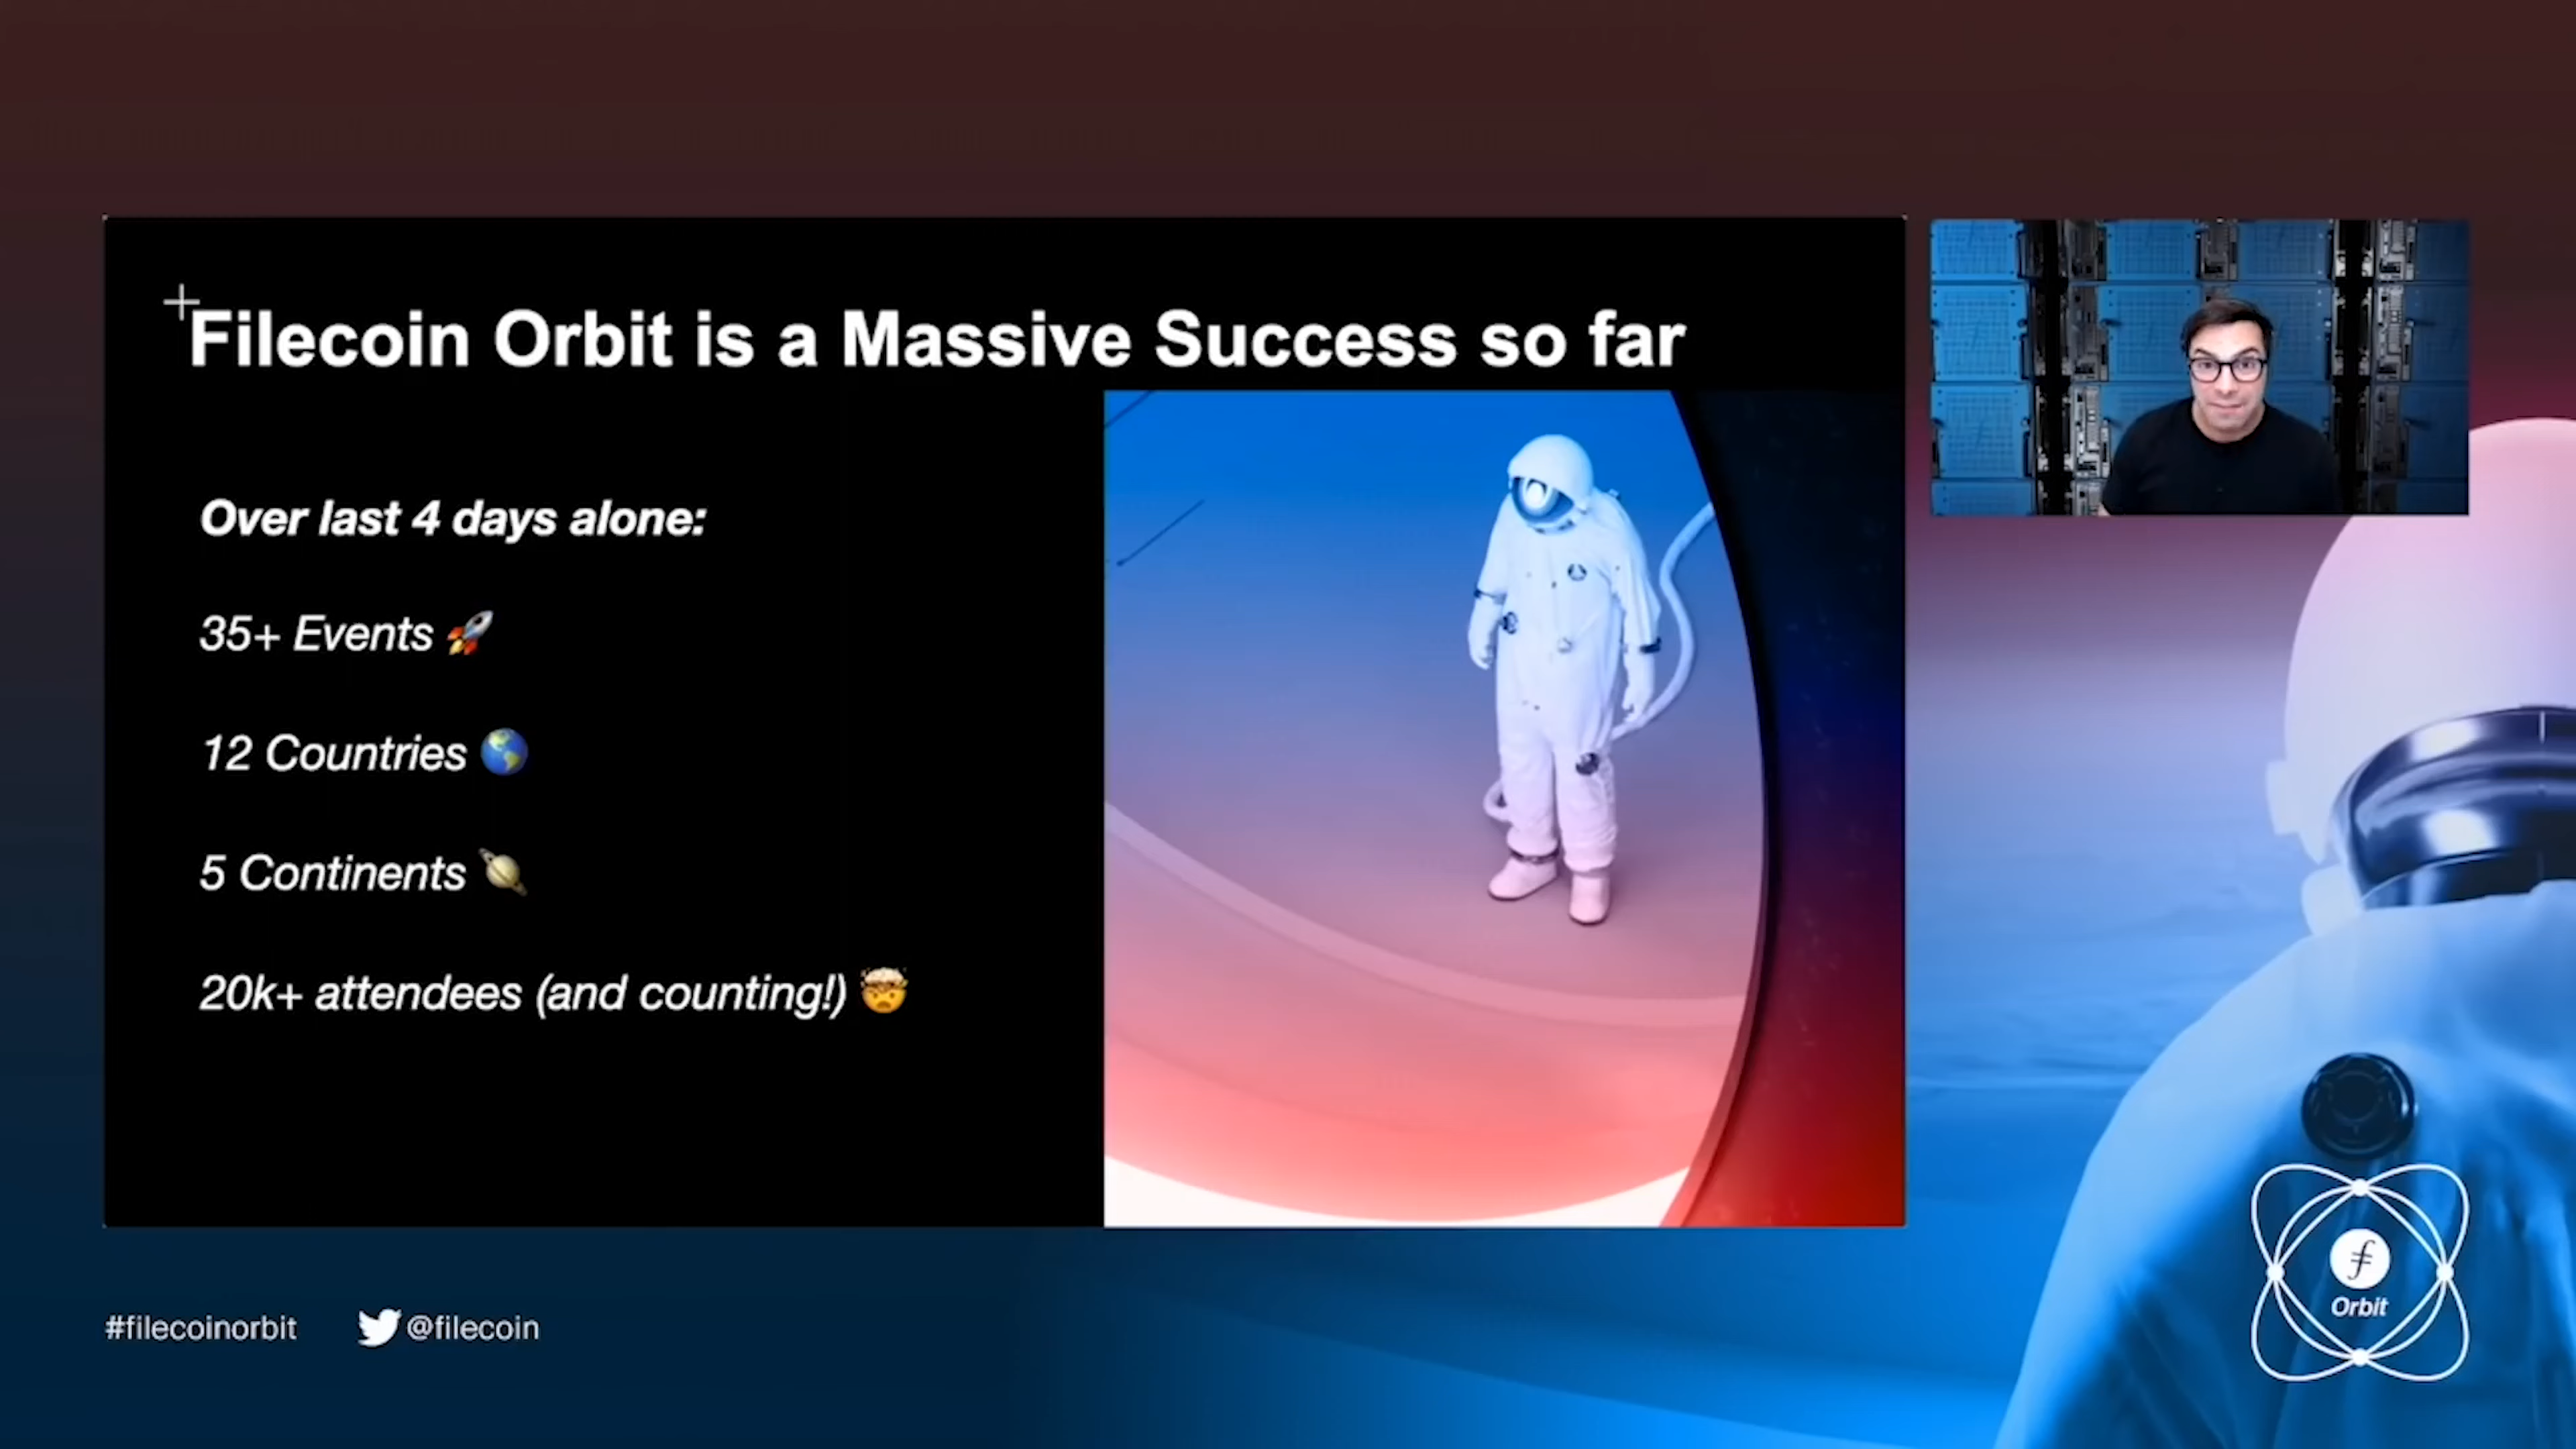 Filecoin Orbit is a Massive Success so far
Over last 4 days alone:
35+ Events 🚀
12 Countries 🌎
5 Continents 🪐
20k+ attendees (and counting!) 🤯
#filecoinorbit
@filecoin
Orbit